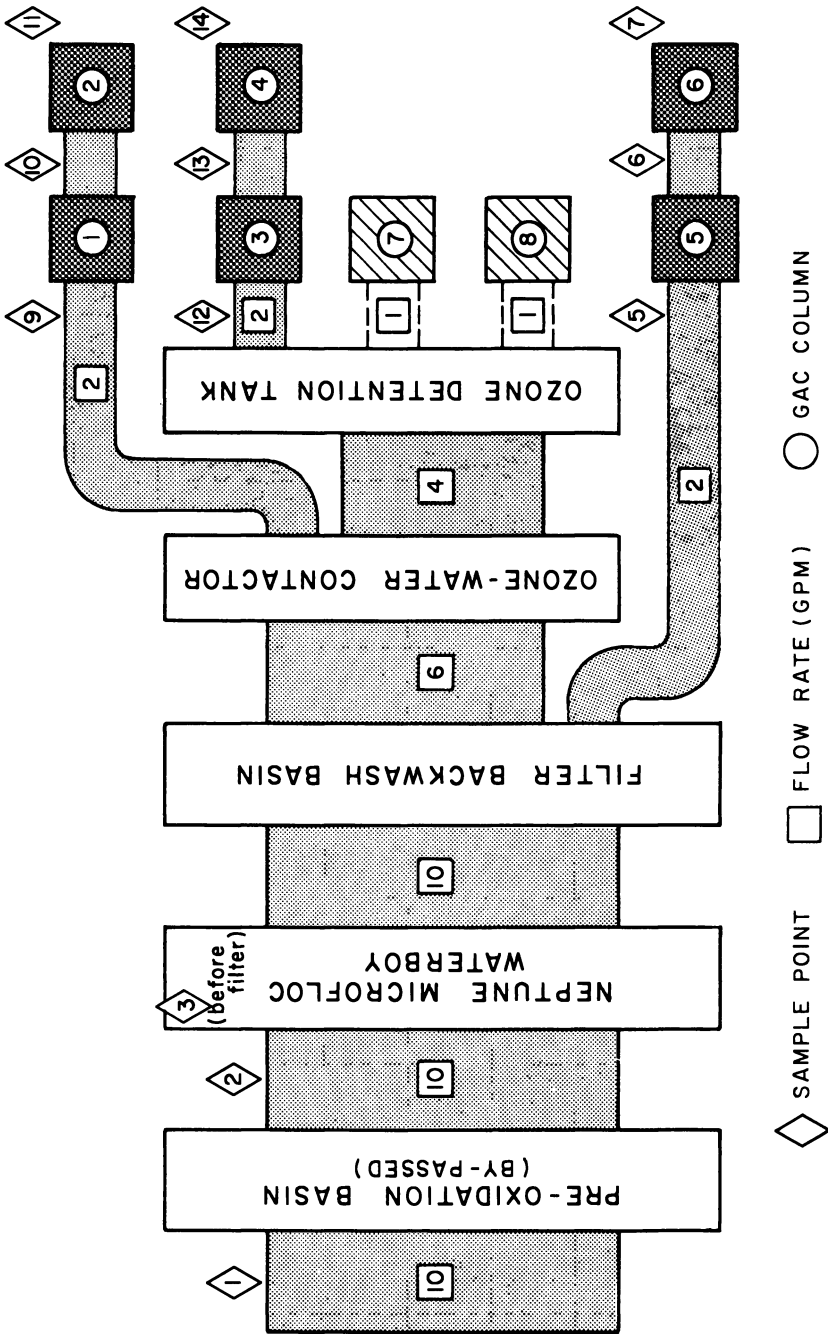 9
10
11
2
1
2
1
2
3
(before
filter)
12
13
14
2
3
4
10
PRE-OXIDATION BASIN
(BY-PASSED)
10
NEPTUNE MICROFLOC
WATERBOY
10
FILTER BACKWASH BASIN
6
OZONE-WATER CONTACTOR
4
OZONE DETENTION TANK
1
7
1
8
5
6
7
2
5
6
SAMPLE POINT
FLOW RATE (GPM)
GAC COLUMN